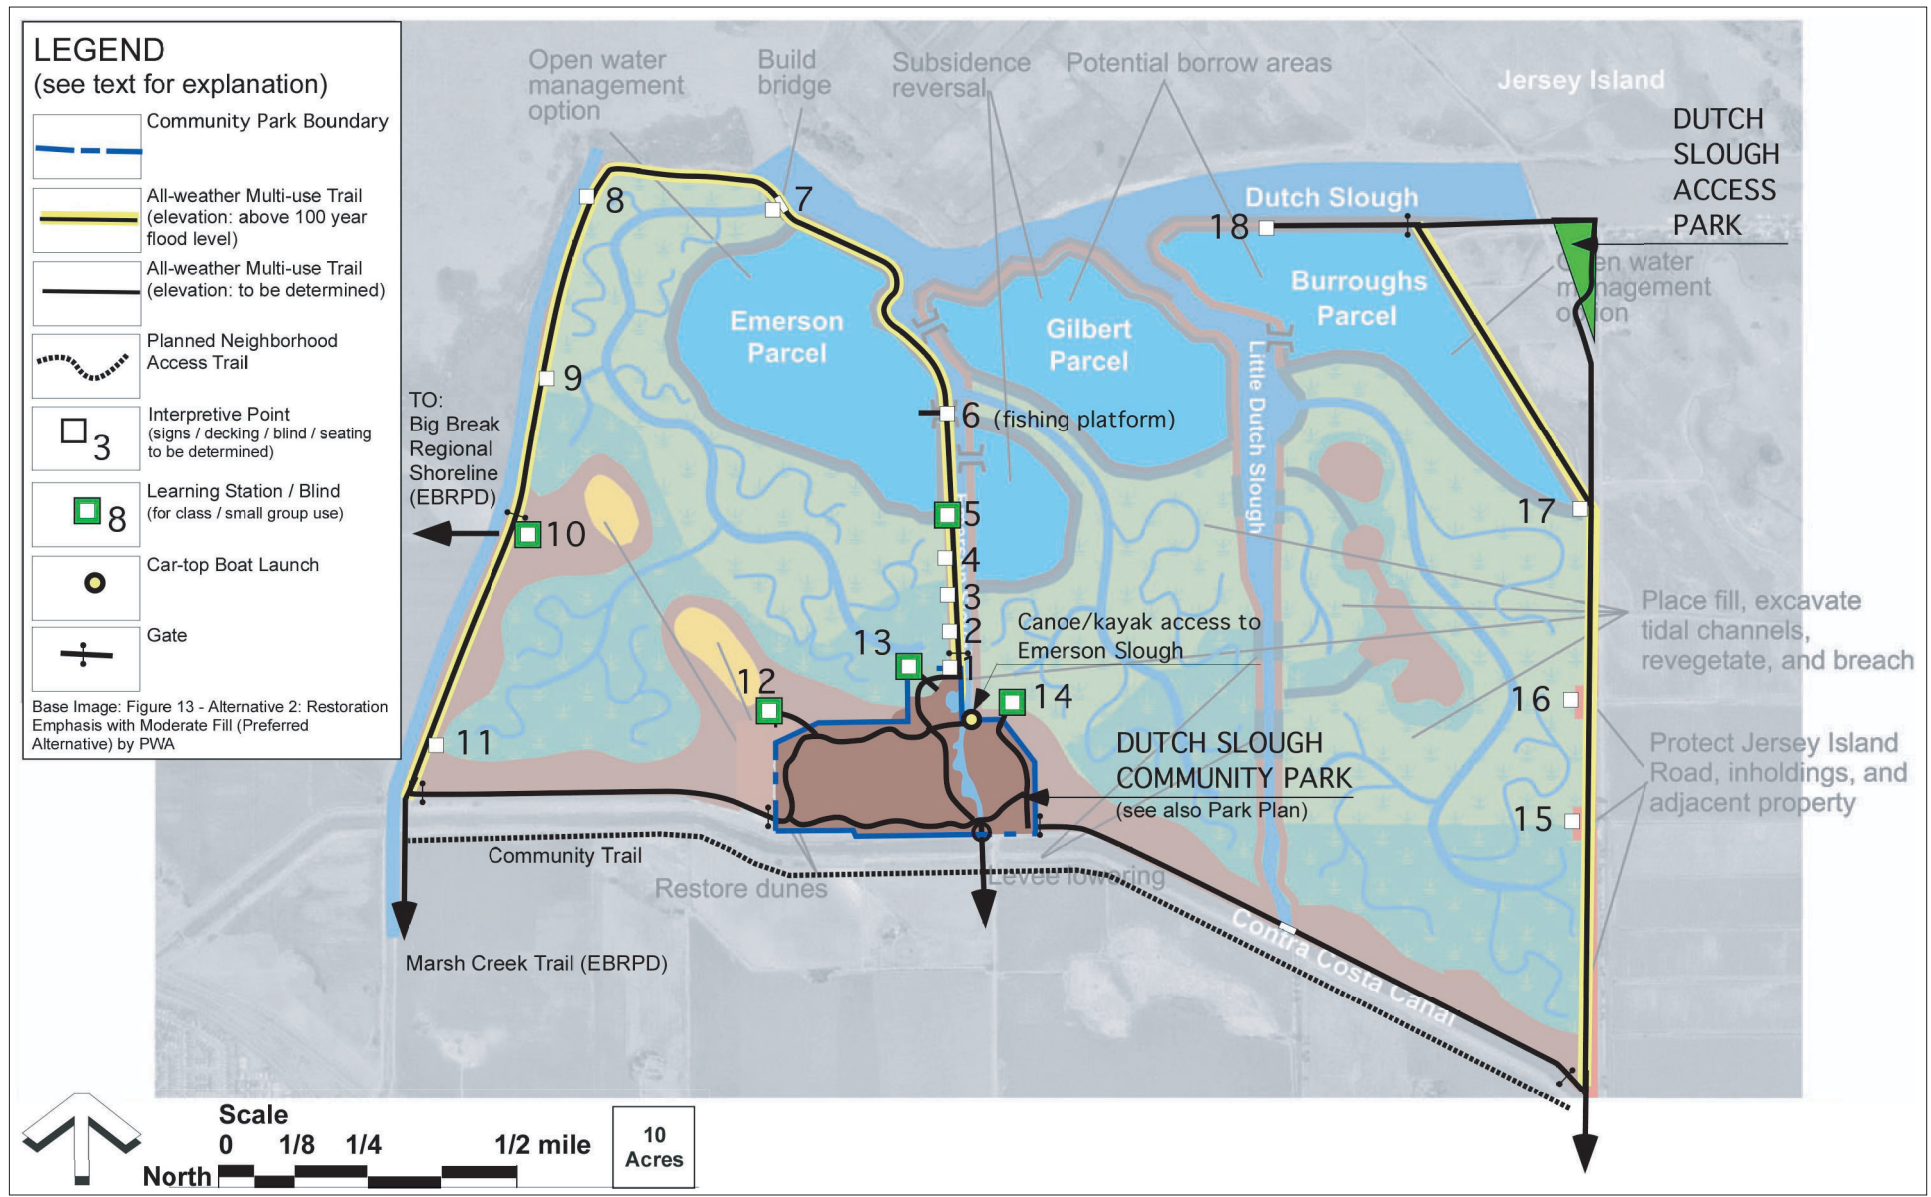 LEGEND
(see text for explanation)
Community Park Boundary
All-weather Multi-use Trail
(elevation: above 100 year
flood level)
All-weather Multi-use Trail
(elevation: to be determined)
Planned Neighborhood
Access Trail
3
Interpretive Point
(signs / decking / blind / seating
to be determined)
8
Learning Station / Blind
(for class / small group use)
Car-top Boat Launch
Gate
Base Image: Figure 13 - Alternative 2: Restoration
Emphasis with Moderate Fill (Preferred
Alternative) by PWA
Open water
management
option
Build
bridge
Subsidence
reversal
Potential borrow areas
Jersey Island
DUTCH
SLOUGH
ACCESS
PARK
8
7
Dutch Slough
18
Open water
management
option
Burroughs
Parcel
Emerson
Parcel
Gilbert
Parcel
Little Dutch Slough
9
TO:
Big Break
Regional
Shoreline
(EBRPD)
6 (fishing platform)
5
17
10
4
3
2
1
Canoe/kayak access to
Emerson Slough
Place fill, excavate
tidal channels,
revegetate, and breach
13
12
14
16
11
DUTCH SLOUGH
COMMUNITY PARK
(see also Park Plan)
Protect Jersey Island
Road, inholdings, and
adjacent property
15
Community Trail
Restore dunes
Levee lowering
Contra Costa Canal
Marsh Creek Trail (EBRPD)
Scale
0 1/8 1/4 1/2 mile
North
10
Acres